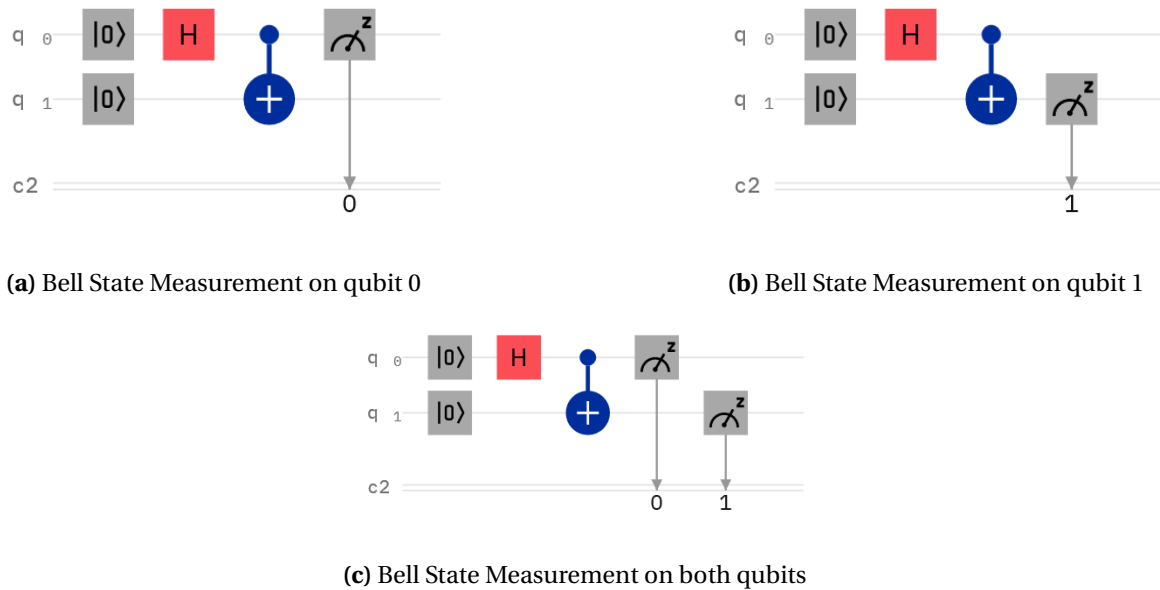 q 0 |0⟩ H z
q 1 |0⟩
c2
0
(a) Bell State Measurement on qubit 0
q 0 |0⟩ H
q 1 |0⟩ z
c2
1
(b) Bell State Measurement on qubit 1
q 0 |0⟩ H z
q 1 |0⟩ z
c2
0 1
(c) Bell State Measurement on both qubits